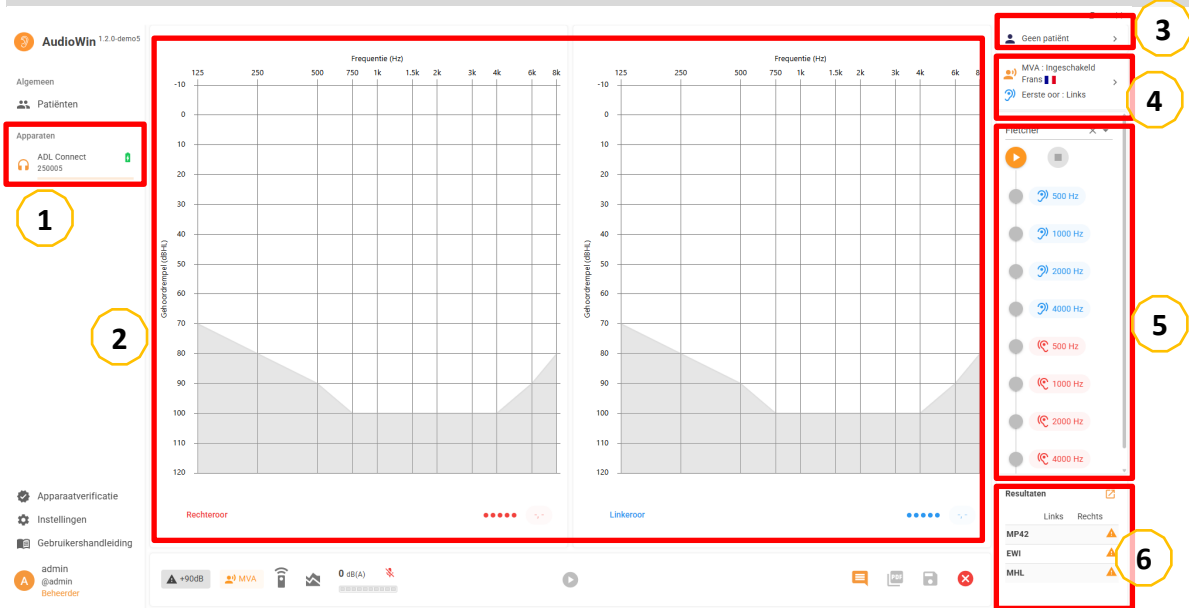 AudioWin 1.2.0-demo5
Algemeen
Patiënten
Apparaten
ADL Connect
250005
1
Apparaatverificatie
Instellingen
Gebruikershandleiding
A
admin
@admin
Beheerder
2
Frequentie (Hz)
125 250 500 750 1k 1.5k 2k 3k 4k 6k 8k
Gehoordrempel (dBHL)
-10
0
10
20
30
40
50
60
70
80
90
100
110
120
Rechteroor
-.-
Frequentie (Hz)
125 250 500 750 1k 1.5k 2k 3k 4k 6k 8
Gehoordrempel (dBHL)
-10
0
10
20
30
40
50
60
70
80
90
100
110
120
Linkeroor
-.-
+90dB MVA 0 dB(A)
PDF
Geen patiënt
3
MVA : Ingeschakeld
Frans
Eerste oor : Links
4
Fletcher
500 Hz
1000 Hz
2000 Hz
4000 Hz
500 Hz
1000 Hz
2000 Hz
4000 Hz
5
Resultaten
Links Rechts
MP42
EWI
MHL
6